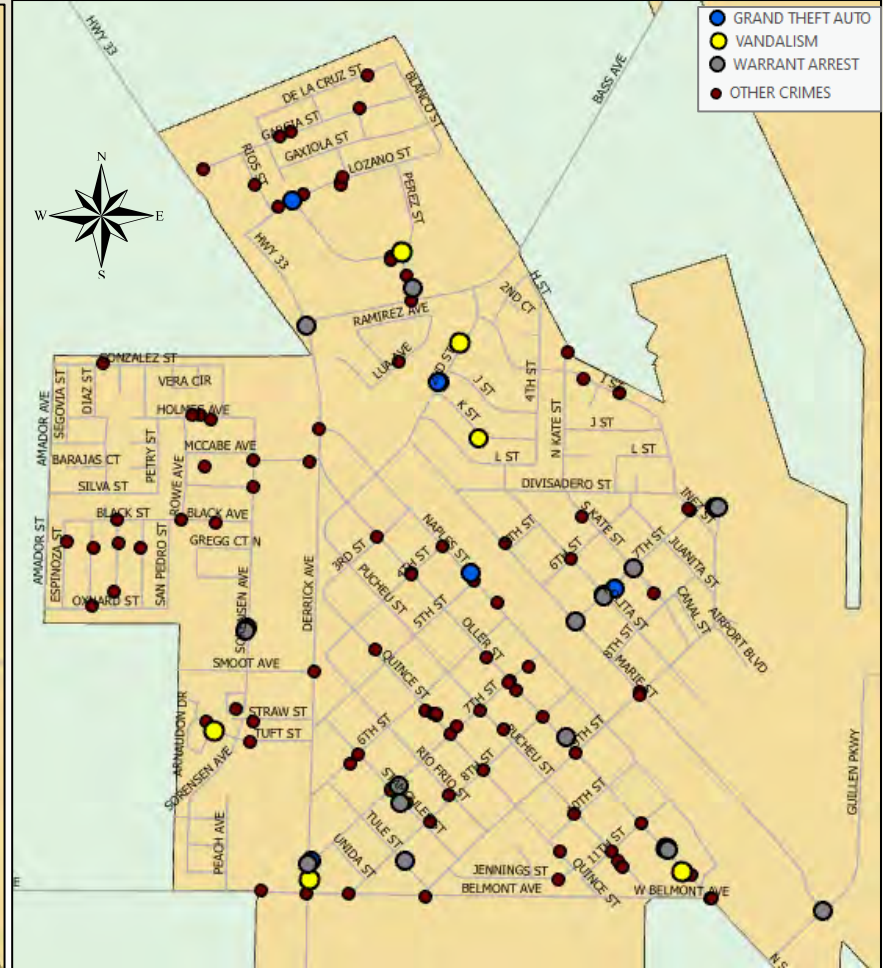 GRAND THEFT AUTO
VANDALISM
WARRANT ARREST
OTHER CRIMES
HWY 33
BASS AVE
DE LA CRUZ ST
BLANCO ST
GARCIA ST
GAXIOLA ST
RIOS ST
LOZANO ST
PEREZ ST
N
W
E
S
HWY 33
H ST
2ND CT
RAMIREZ AVE
LUA AVE
J ST
4TH ST
I ST
K ST
N KATE ST
J ST
L ST
L ST
DIVISADERO ST
GONZALEZ ST
VERA CIR
SEGOVIA ST
DIAZ ST
AMADOR AVE
HOLMES AVE
MCCABE AVE
PETRY ST
BARAJAS CT
ROWE AVE
SILVA ST
BLACK ST
BLACK AVE
GREGG CT N
AMADOR ST
ESPINOZA ST
SAN PEDRO ST
OXNARD ST
SORENSEN AVE
DERRICK AVE
SMOOT AVE
INEZ ST
S KATE ST
NAPLES ST
3RD ST
4TH ST
6TH ST
7TH ST
JUANITA ST
PUCHEU ST
5TH ST
CANAL ST
AIRPORT BLVD
OLLER ST
8TH ST
MARIE ST
QUINCE ST
7TH ST
6TH ST
PUCHEU ST
RIO FRIO ST
8TH ST
ARNAUDON DR
STRAW ST
TUFT ST
SORENSEN AVE
PEACH AVE
TULE ST
UNIDA ST
11TH ST
QUINCE ST
JENNINGS ST
BELMONT AVE
W BELMONT AVE
GUILLEN PKWY
E
N S